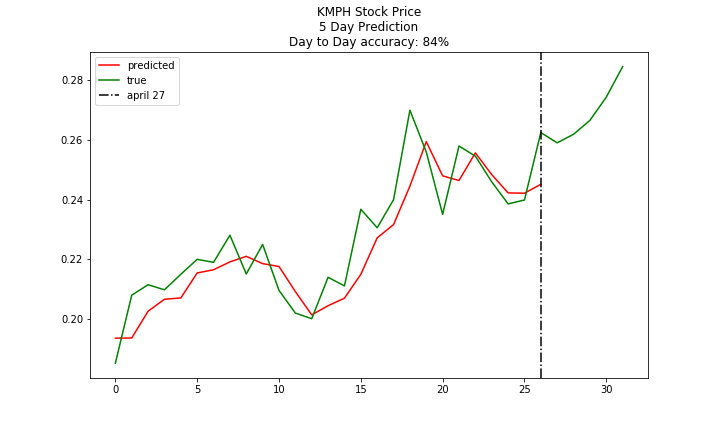 KMPH Stock Price
5 Day Prediction
Day to Day accuracy: 84%
predicted
true
april 27
0.28
0.26
0.24
0.22
0.20
0 5 10 15 20 25 30